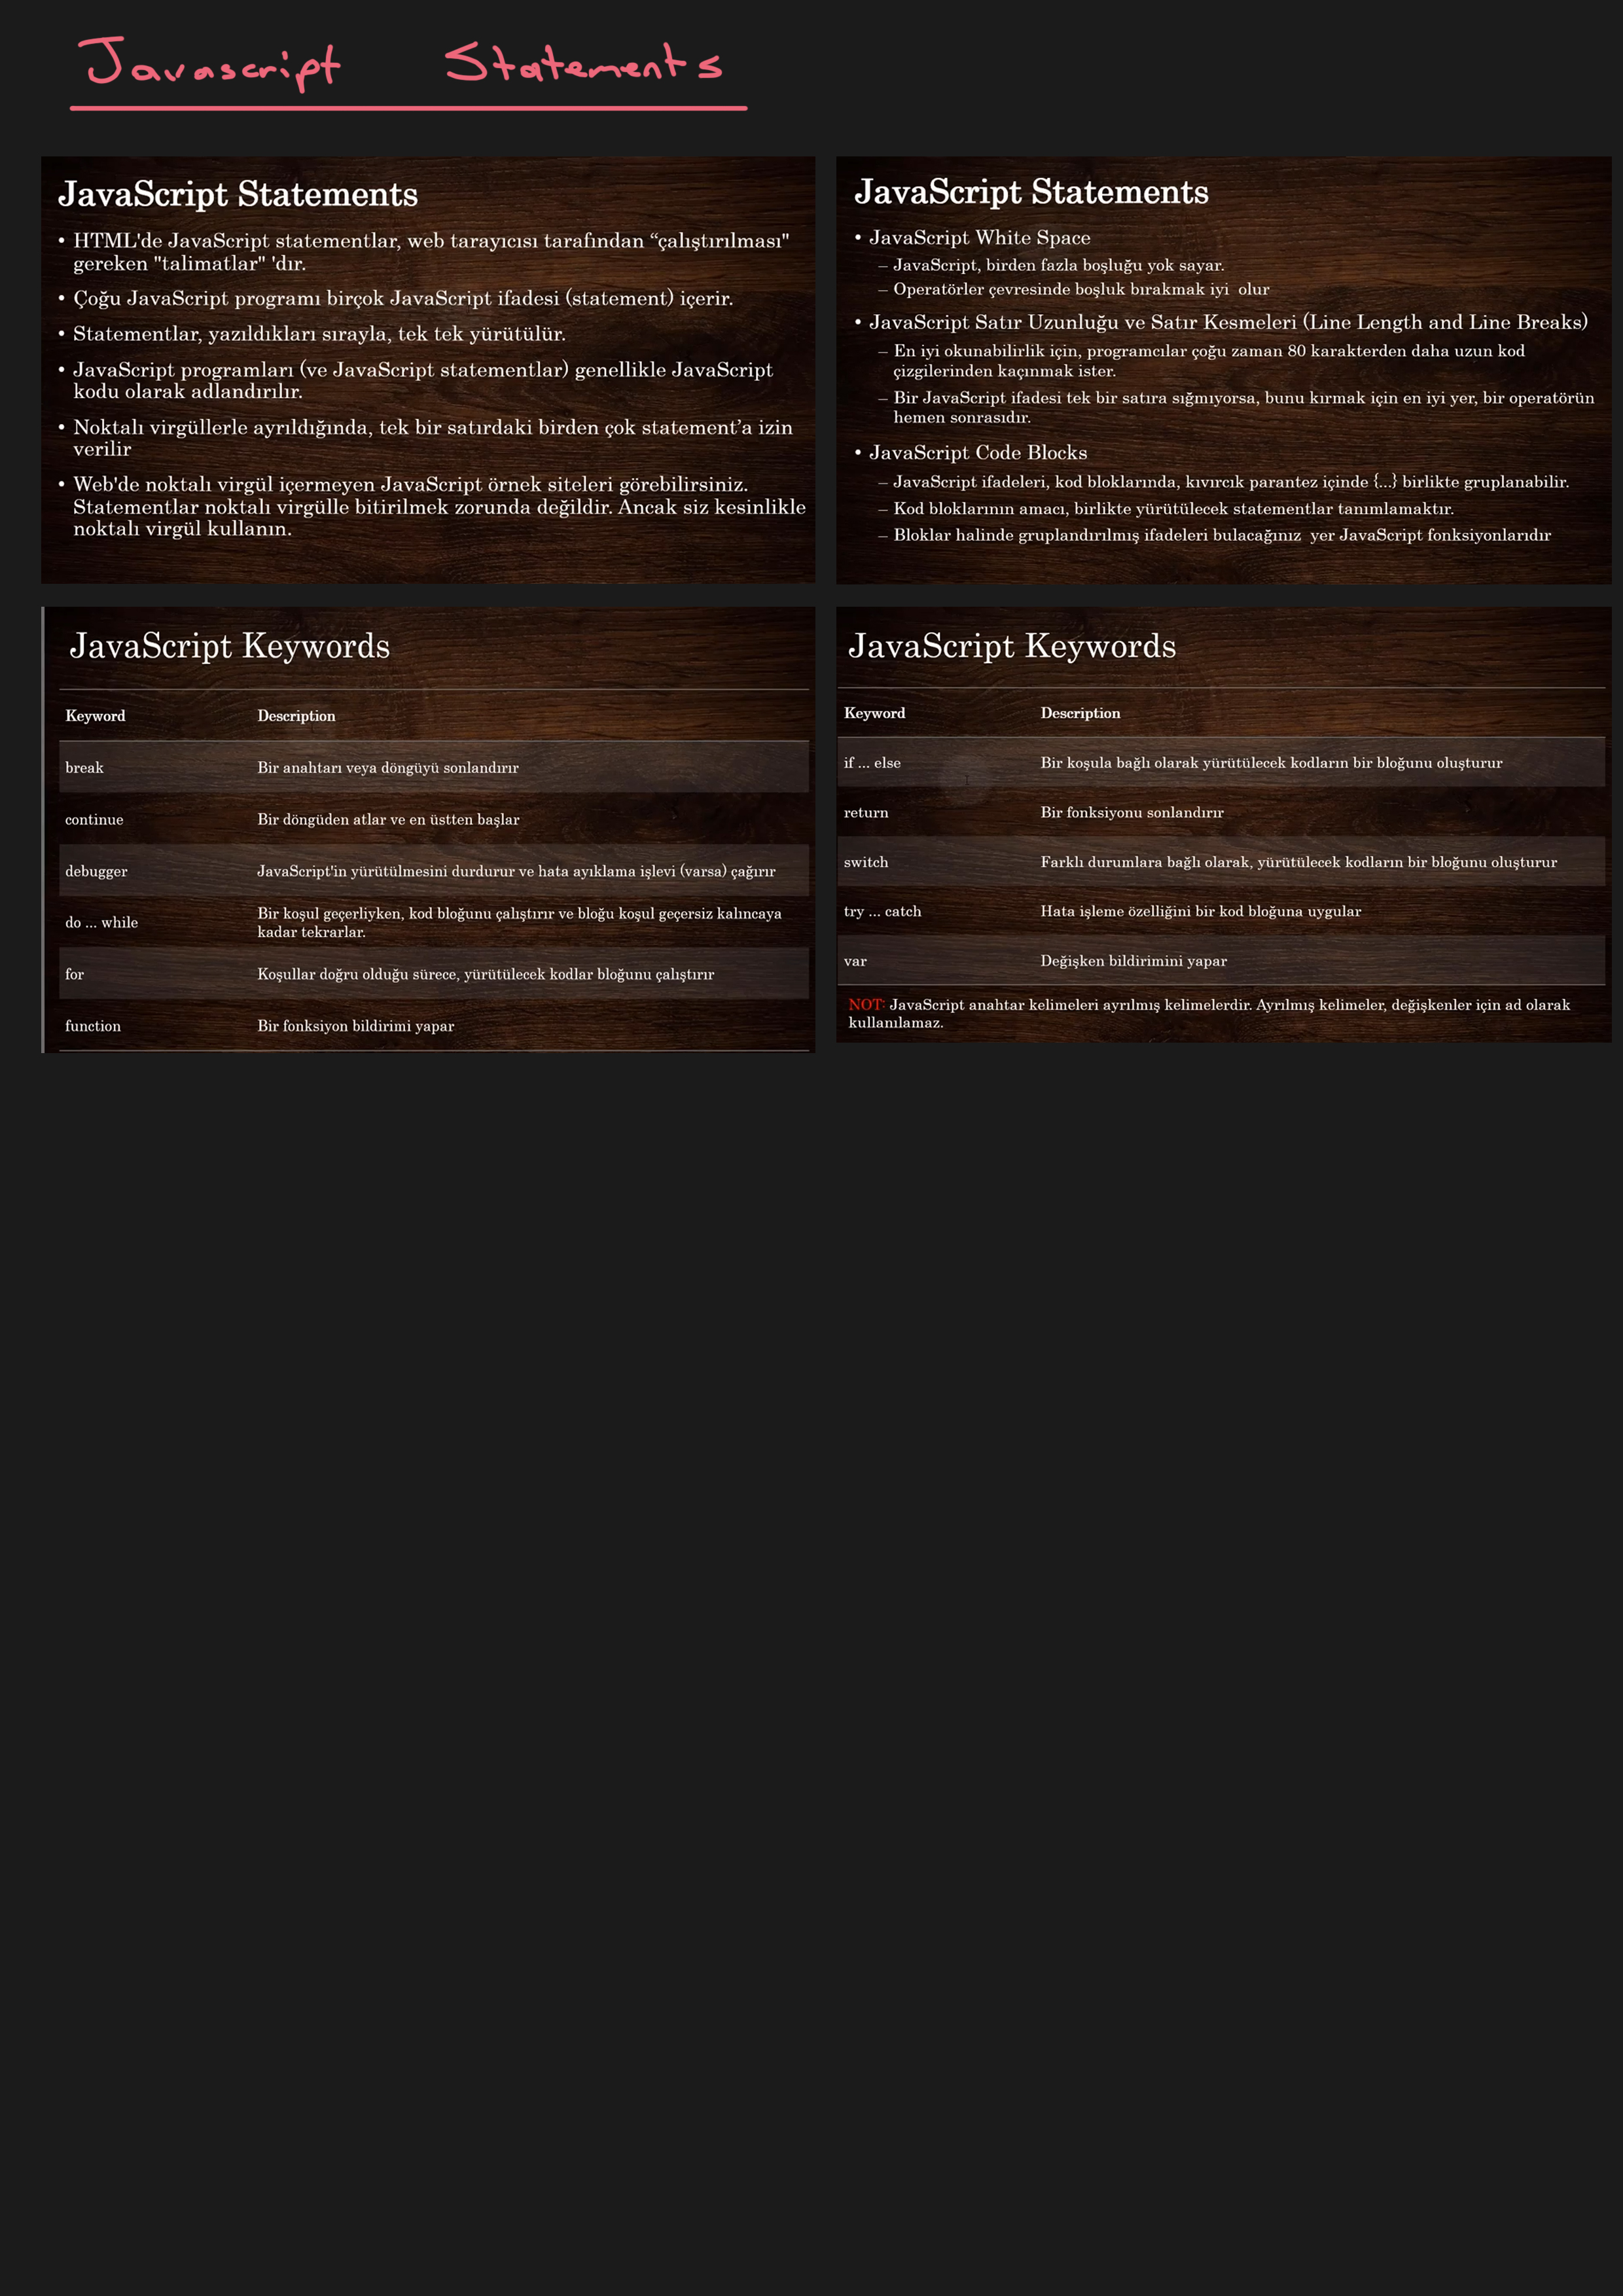 Javascript Statements
JavaScript Statements
• HTML'de JavaScript statementlar, web tarayıcısı tarafından “çalıştırılması"
gereken "talimatlar" 'dır.
• Çoğu JavaScript programı birçok JavaScript ifadesi (statement) içerir.
• Statementlar, yazıldıkları sırayla, tek tek yürütülür.
• JavaScript programları (ve JavaScript statementlar) genellikle JavaScript
kodu olarak adlandırılır.
• Noktalı virgüllerle ayrıldığında, tek bir satırdaki birden çok statement’a izin
verilir
• Web'de noktalı virgül içermeyen JavaScript örnek siteleri görebilirsiniz.
Statementlar noktalı virgülle bitirilmek zorunda değildir. Ancak siz kesinlikle
noktalı virgül kullanın.
JavaScript Statements
• JavaScript White Space
– JavaScript, birden fazla boşluğu yok sayar.
– Operatörler çevresinde boşluk bırakmak iyi olur
• JavaScript Satır Uzunluğu ve Satır Kesmeleri (Line Length and Line Breaks)
– En iyi okunabilirlik için, programcılar çoğu zaman 80 karakterden daha uzun kod
çizgilerinden kaçınmak ister.
– Bir JavaScript ifadesi tek bir satıra sığmıyorsa, bunu kırmak için en iyi yer, bir operatörün
hemen sonrasıdır.
• JavaScript Code Blocks
– JavaScript ifadeleri, kod bloklarında, kıvırcık parantez içinde {...} birlikte gruplanabilir.
– Kod bloklarının amacı, birlikte yürütülecek statementlar tanımlamaktır.
– Bloklar halinde gruplandırılmış ifadeleri bulacağınız yer JavaScript fonksiyonlarıdır
JavaScript Keywords
Keyword Description
break Bir anahtarı veya döngüyü sonlandırır
continue Bir döngüden atlar ve en üstten başlar
debugger JavaScript'in yürütülmesini durdurur ve hata ayıklama işlevi (varsa) çağırır
do ... while Bir koşul geçerliyken, kod bloğunu çalıştırır ve bloğu koşul geçersiz kalıncaya
kadar tekrarlar.
for Koşullar doğru olduğu sürece, yürütülecek kodlar bloğunu çalıştırır
function Bir fonksiyon bildirimi yapar
JavaScript Keywords
Keyword Description
if ... else Bir koşula bağlı olarak yürütülecek kodların bir bloğunu oluşturur
return Bir fonksiyonu sonlandırır
switch Farklı durumlara bağlı olarak, yürütülecek kodların bir bloğunu oluşturur
try ... catch Hata işleme özelliğini bir kod bloğuna uygular
var Değişken bildirimini yapar
NOT: JavaScript anahtar kelimeleri ayrılmış kelimelerdir. Ayrılmış kelimeler, değişkenler için ad olarak
kullanılamaz.